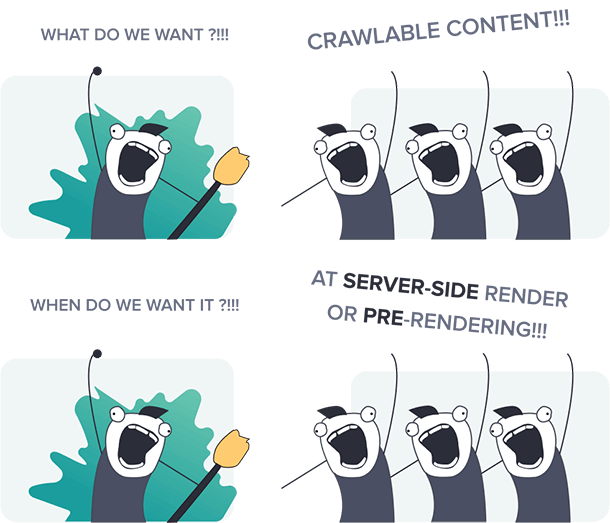 WHAT DO WE WANT ?!!!
CRAWLABLE CONTENT!!!
WHEN DO WE WANT IT ?!!!
AT SERVER-SIDE RENDER
OR PRE-RENDERING!!!